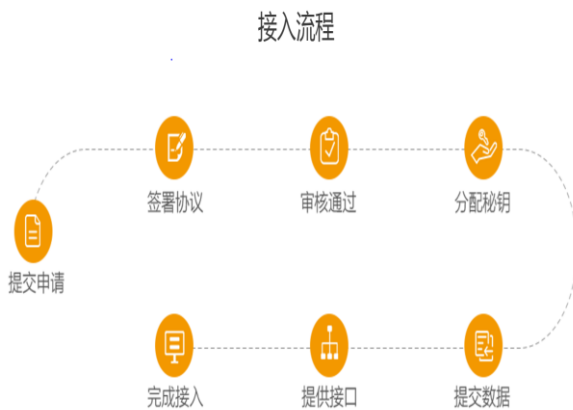 接入流程
签署协议
审核通过
分配秘钥
提交申请
完成接入
提供接口
提交数据